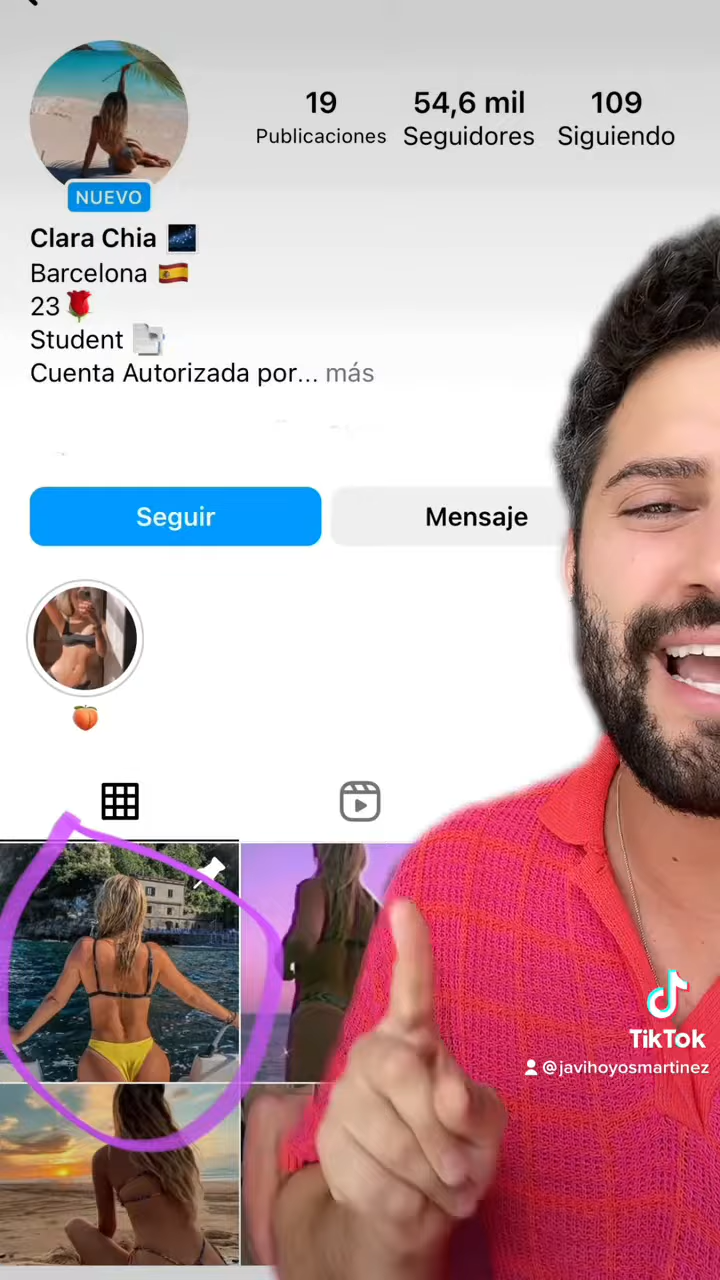 19 54,6 mil 109
Publicaciones Seguidores Siguiendo
NUEVO
Clara Chia
Barcelona
23
Student
Cuenta Autorizada por... más
Seguir Mensaje
TikTok
@javihoyosmartinez